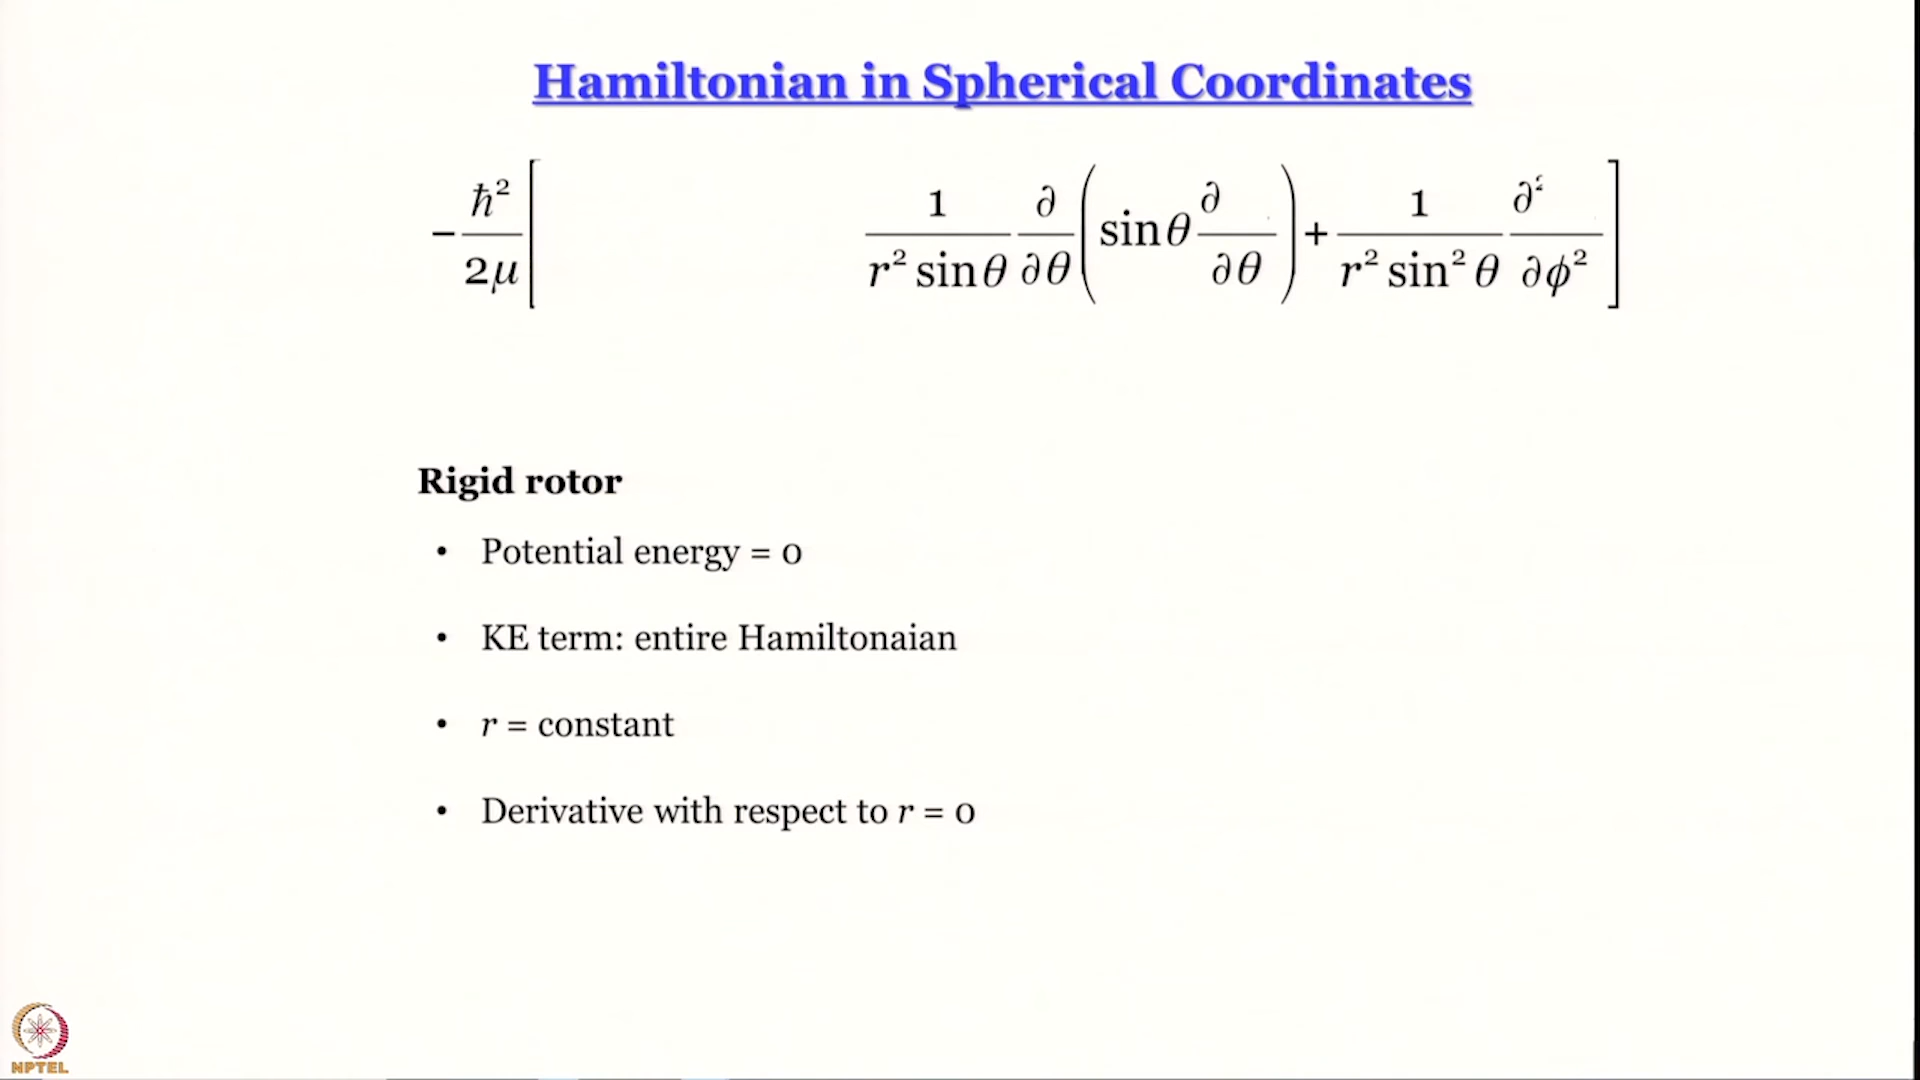 Hamiltonian in Spherical Coordinates
-ħ²/2μ [ 1/(r² sinθ) ∂/∂θ (sinθ ∂/∂θ) + 1/(r² sin² θ) ∂²/∂ϕ² ]
Rigid rotor
• Potential energy = 0
• KE term: entire Hamiltonaian
• r = constant
• Derivative with respect to r = 0
NPTEL